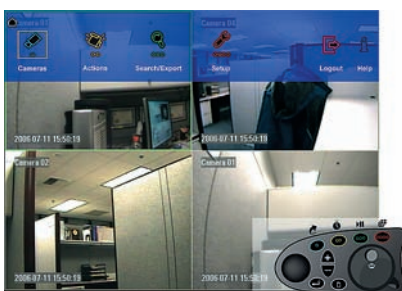 Camera 03
Camera 04
Cameras
Actions
Search/Export
Setup
Logout
Help
2006-07-11 15:50:19
2006-07-11 15:50:19
Camera 02
Camera 01
2006-07-11 15:50:19
2006-07-11 15:50:19